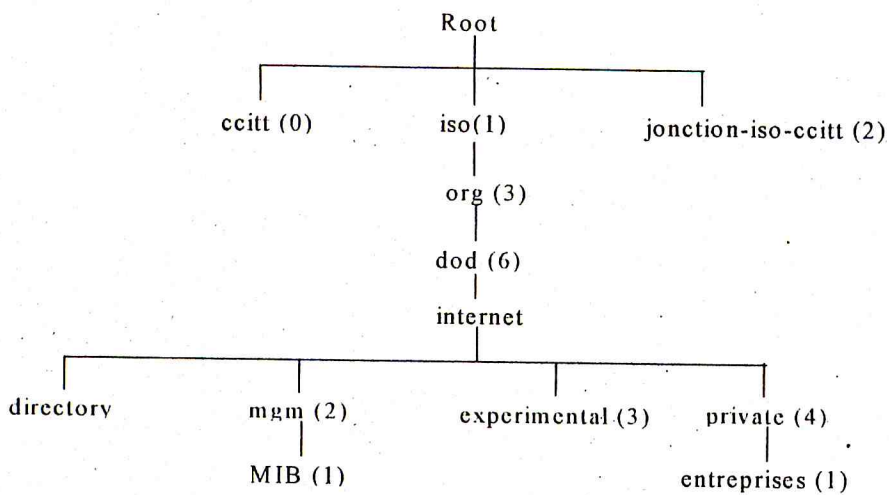 Root
ccitt (0) iso(1) jonction-iso-ccitt (2)
org (3)
dod (6)
internet
directory mgm (2) experimental (3) private (4)
MIB (1) entreprises (1)